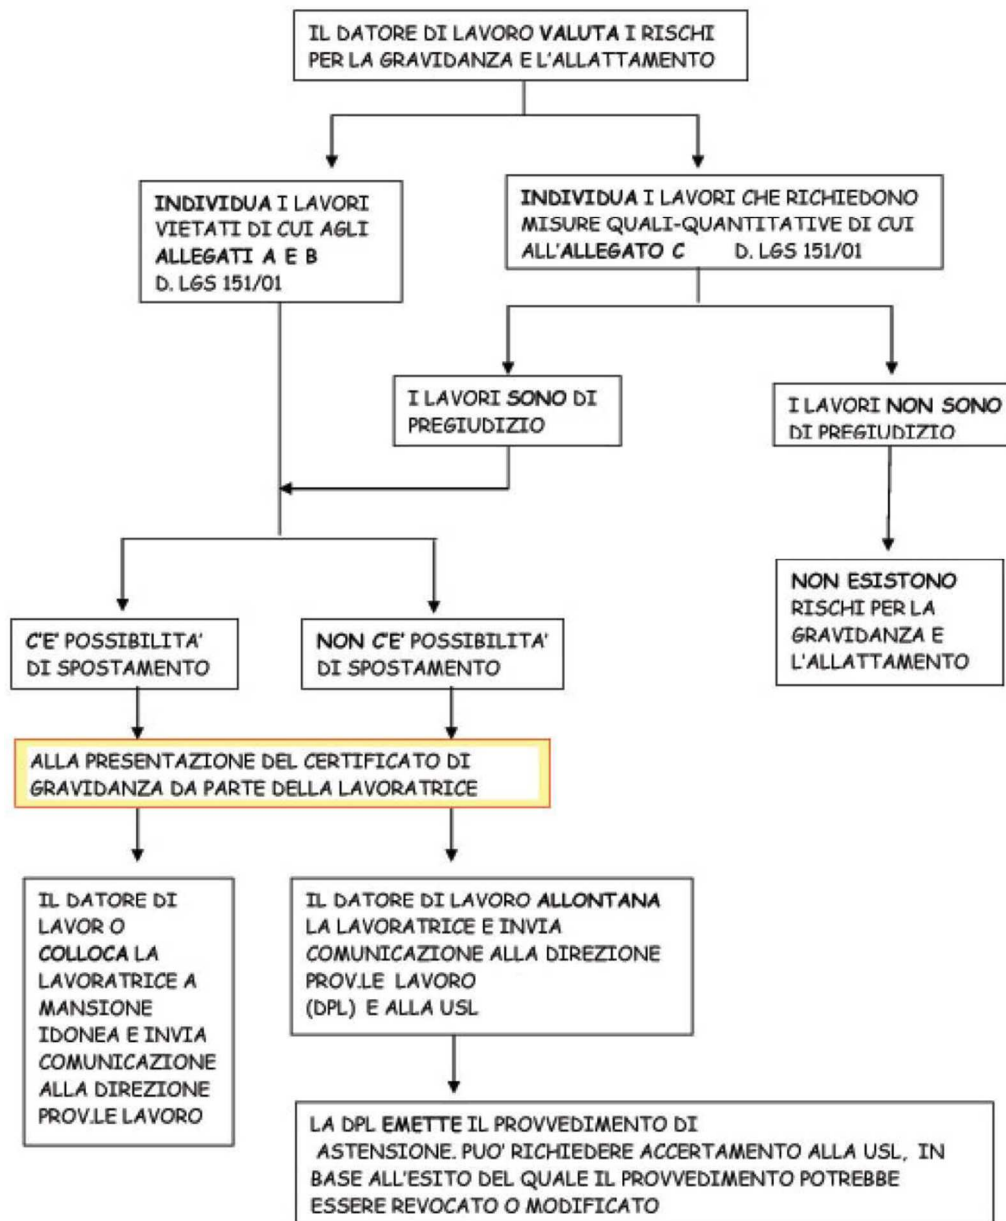 IL DATORE DI LAVORO VALUTA I RISCHI
PER LA GRAVIDANZA E L'ALLATTAMENTO
INDIVIDUA I LAVORI
VIETATI DI CUI AGLI
ALLEGATI A E B
D. LGS 151/01
INDIVIDUA I LAVORI CHE RICHIEDONO
MISURE QUALI-QUANTITATIVE DI CUI
ALL'ALLEGATO C D. LGS 151/01
I LAVORI SONO DI
PREGIUDIZIO
I LAVORI NON SONO
DI PREGIUDIZIO
NON ESISTONO
RISCHI PER LA
GRAVIDANZA E
L'ALLATTAMENTO
C'E' POSSIBILITA'
DI SPOSTAMENTO
NON C'E' POSSIBILITA'
DI SPOSTAMENTO
ALLA PRESENTAZIONE DEL CERTIFICATO DI
GRAVIDANZA DA PARTE DELLA LAVORATRICE
IL DATORE DI
LAVOR O
COLLOCA LA
LAVORATRICE A
MANSIONE
IDONEA E INVIA
COMUNICAZIONE
ALLA DIREZIONE
PROV.LE LAVORO
IL DATORE DI LAVORO ALLONTANA
LA LAVORATRICE E INVIA
COMUNICAZIONE ALLA DIREZIONE
PROV.LE LAVORO
(DPL) E ALLA USL
LA DPL EMETTE IL PROVVEDIMENTO DI
ASTENSIONE. PUO' RICHIEDERE ACCERTAMENTO ALLA USL, IN
BASE ALL'ESITO DEL QUALE IL PROVVEDIMENTO POTREBBE
ESSERE REVOCATO O MODIFICATO